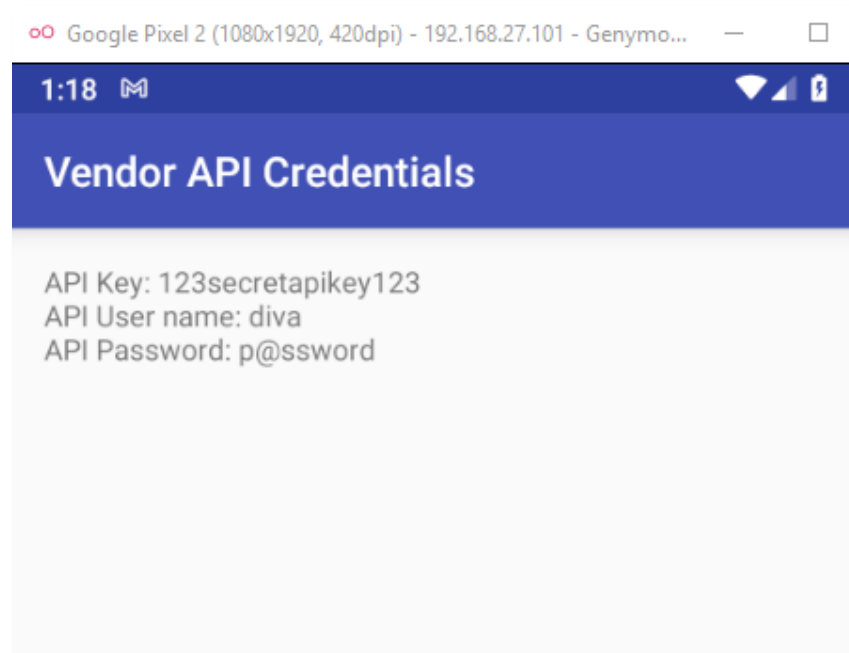 Google Pixel 2 (1080x1920, 420dpi) - 192.168.27.101 - Genymo...
1:18
Vendor API Credentials
API Key: 123secretapikey123
API User name: diva
API Password: p@ssword